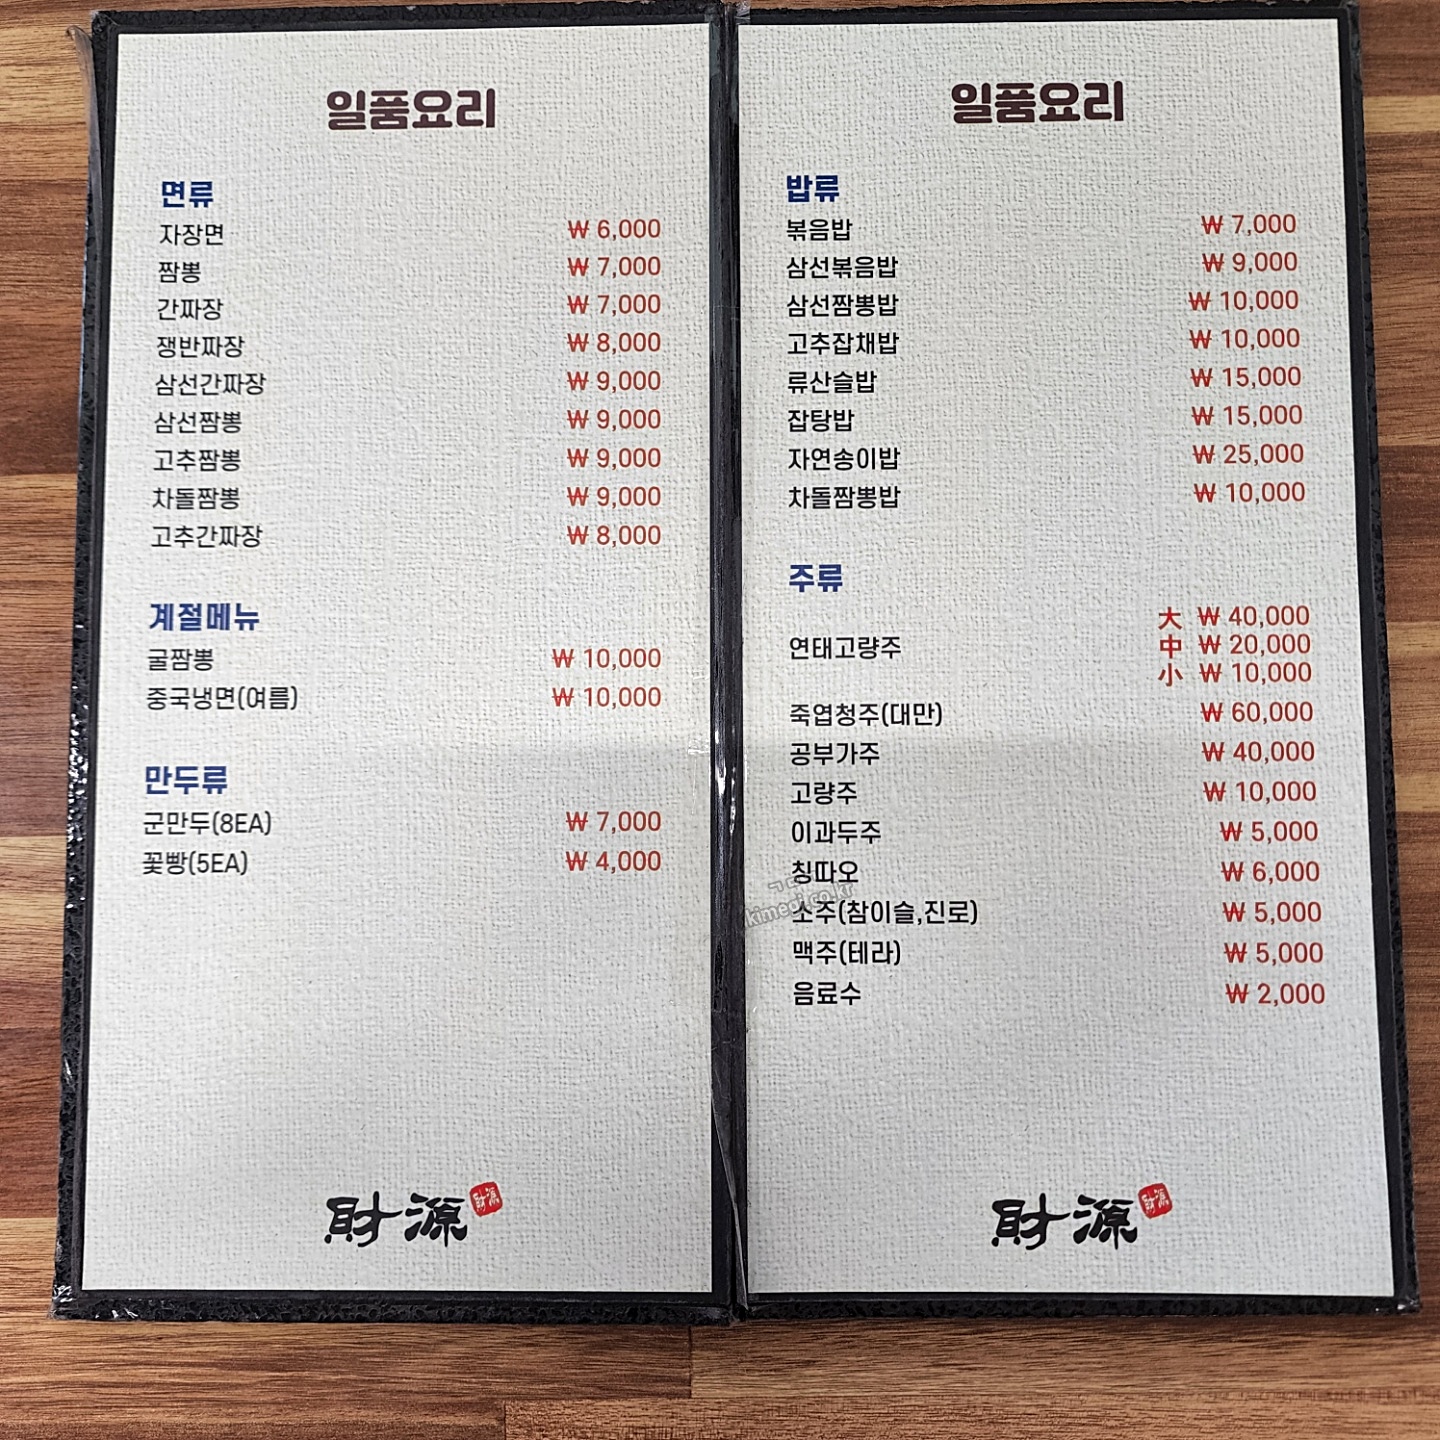 일품요리
면류
자장면 ₩ 6,000
짬뽕 ₩ 7,000
간짜장 ₩ 7,000
쟁반짜장 ₩ 8,000
삼선간짜장 ₩ 9,000
삼선짬뽕 ₩ 9,000
고추짬뽕 ₩ 9,000
차돌짬뽕 ₩ 9,000
고추간짜장 ₩ 8,000
계절메뉴
굴짬뽕 ₩ 10,000
중국냉면(여름) ₩ 10,000
만두류
군만두(8EA) ₩ 7,000
꽃빵(5EA) ₩ 4,000
財源 財源
일품요리
밥류
볶음밥 ₩ 7,000
삼선볶음밥 ₩ 9,000
삼선짬뽕밥 ₩ 10,000
고추잡채밥 ₩ 10,000
류산슬밥 ₩ 15,000
잡탕밥 ₩ 15,000
자연송이밥 ₩ 25,000
차돌짬뽕밥 ₩ 10,000
주류
大 ₩ 40,000
연태고량주 中 ₩ 20,000
小 ₩ 10,000
죽엽청주(대만) ₩ 60,000
공부가주 ₩ 40,000
고량주 ₩ 10,000
이과두주 ₩ 5,000
칭따오 ₩ 6,000
kimegi.co.kr
소주(참이슬,진로) ₩ 5,000
맥주(테라) ₩ 5,000
음료수 ₩ 2,000
財源 財源